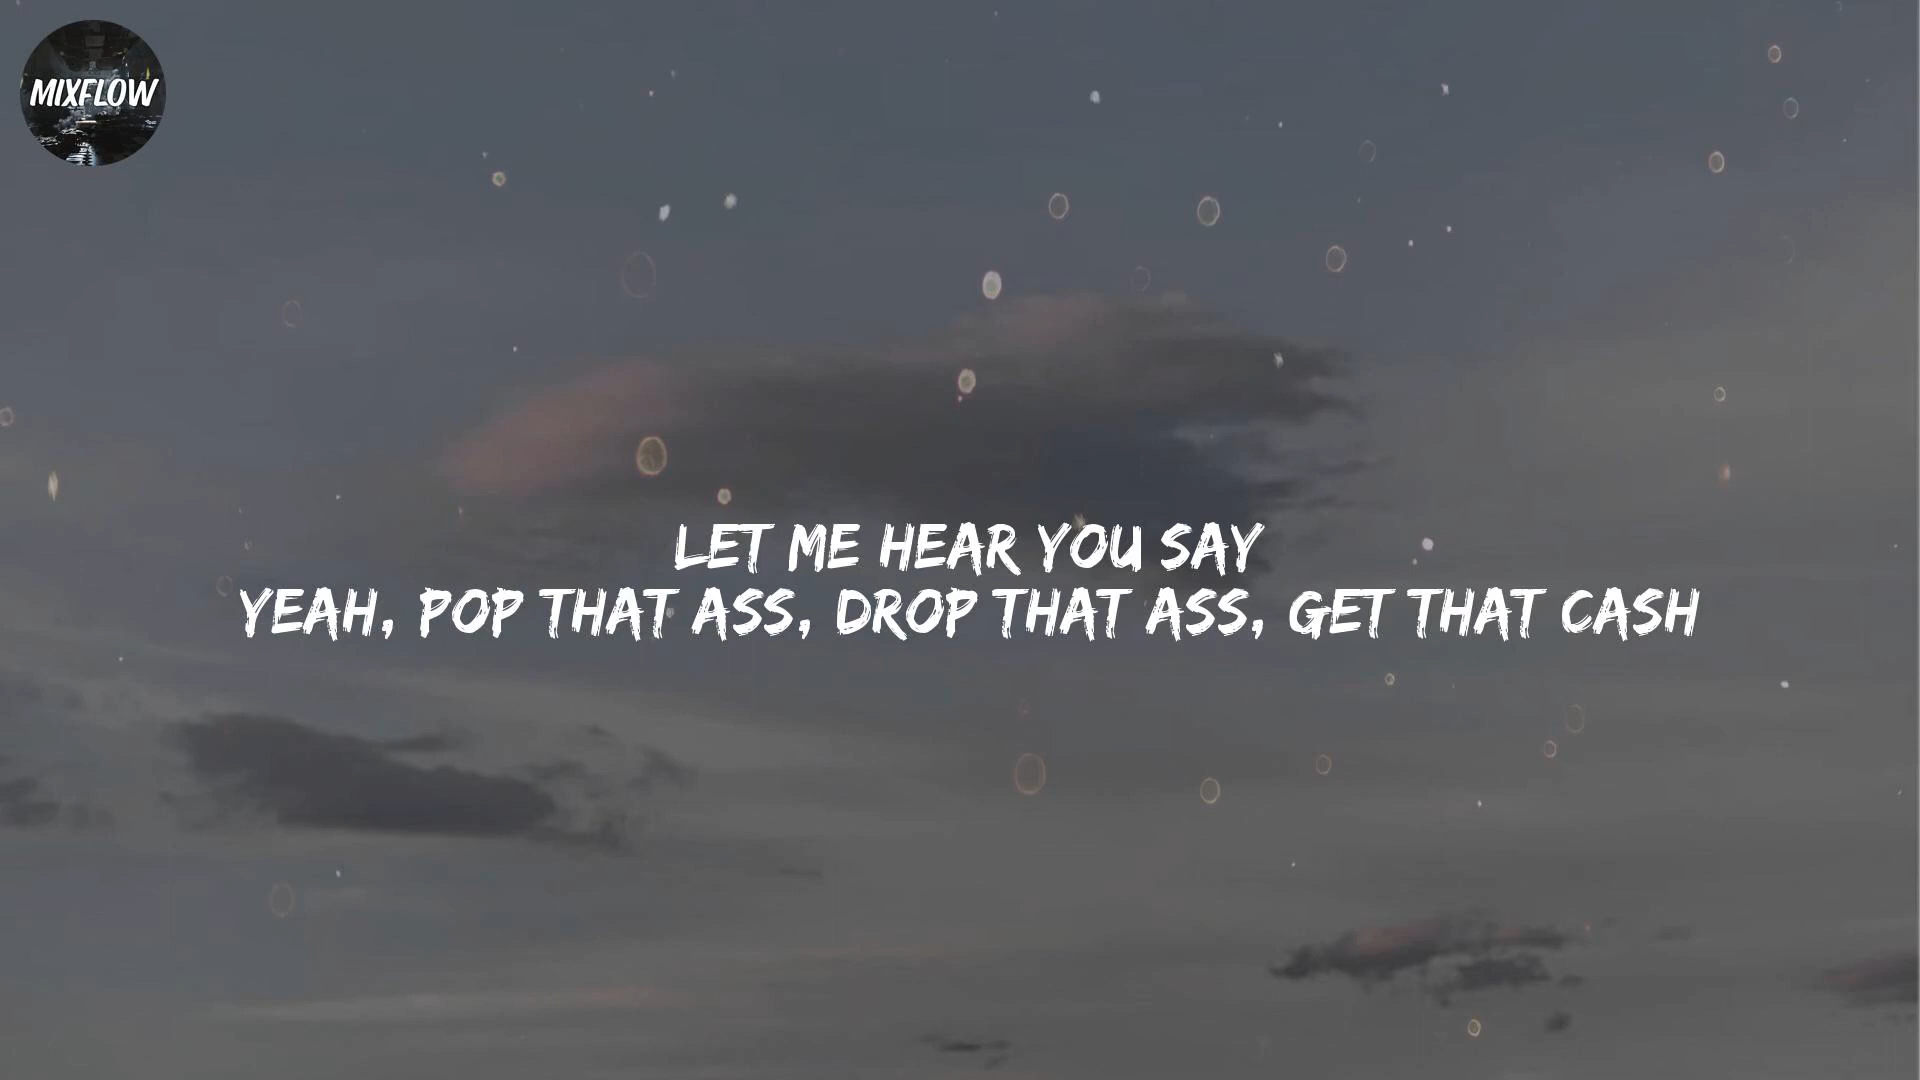 MIXFLOW
LET ME HEAR YOU SAY
YEAH, POP THAT ASS, DROP THAT ASS, GET THAT CASH